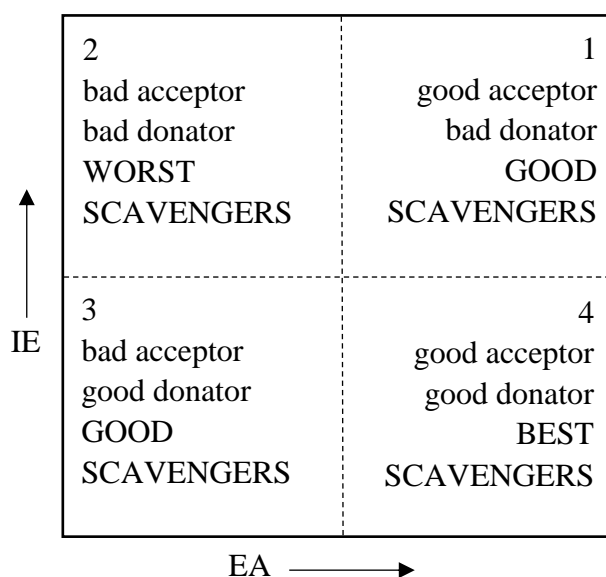 2
bad acceptor
bad donator
WORST
SCAVENGERS
1
good acceptor
bad donator
GOOD
SCAVENGERS
IE
3
bad acceptor
good donator
GOOD
SCAVENGERS
4
good acceptor
good donator
BEST
SCAVENGERS
EA